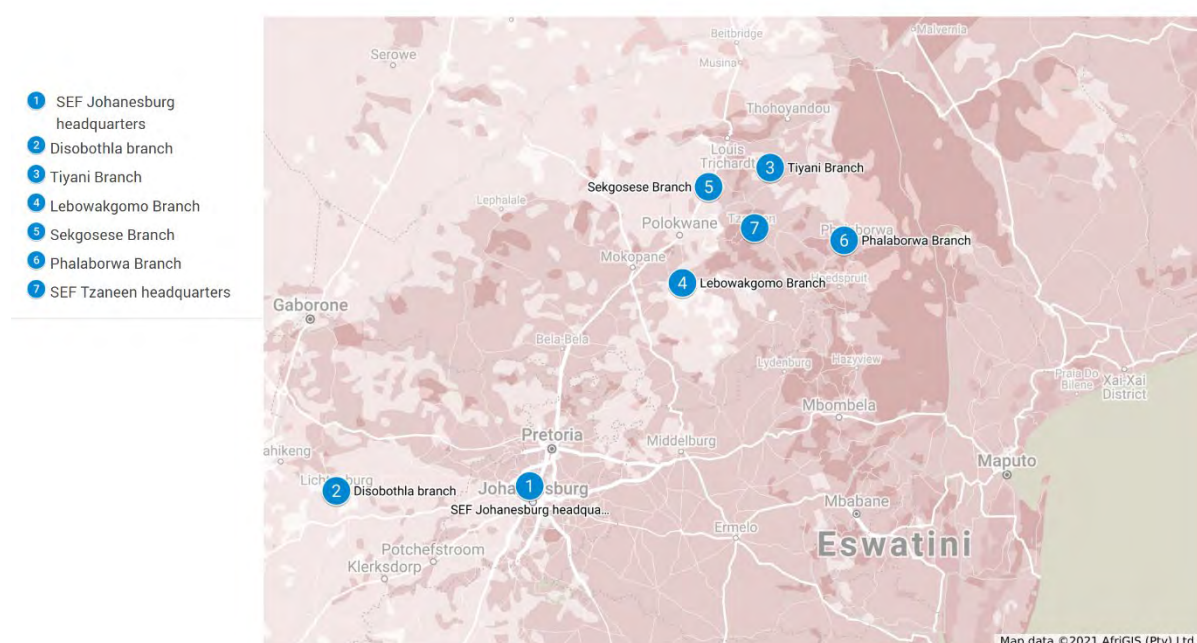 1 SEF Johanesburg
headquarters
2 Disobothla branch
3 Tiyani Branch
4 Lebowakgomo Branch
5 Sekgosese Branch
6 Phalaborwa Branch
7 SEF Tzaneen headquarters
Serowe
Beitbridge
Malvernia
Musina
Thohoyandou
Louis
Trichardt
3 Tiyani Branch
Sekgosese Branch 5
Lephalale
Polokwane
7
6 Phalaborwa Branch
Mokopane
4 Lebowakgomo Branch
Hoedspruit
Gaborone
Bela-Bela
Lydenburg
Hazyview
Praia Do
Bilene
Xai-Xai
District
Mbombela
Pretoria
Middelburg
ahikeng
Maputo
2 Disobothla branch
1
SEF Johanesburg headqua...
Mbabane
Ermelo
Eswatini
Potchefstroom
Klerksdorp
Map data ©2021 AfriGIS (Pty) Ltd